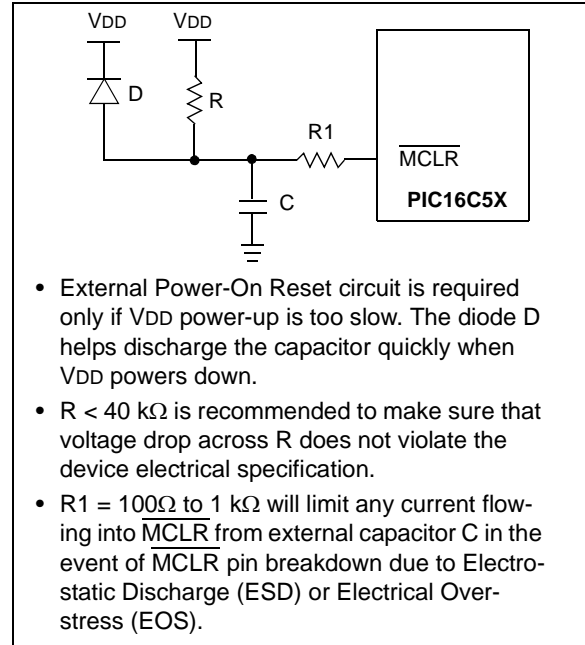 VDD VDD
D
R
R1
MCLR
C
PIC16C5X
• External Power-On Reset circuit is required
only if VDD power-up is too slow. The diode D
helps discharge the capacitor quickly when
VDD powers down.
• R < 40 kΩ is recommended to make sure that
voltage drop across R does not violate the
device electrical specification.
• R1 = 100Ω to 1 kΩ will limit any current flow-
ing into MCLR from external capacitor C in the
event of MCLR pin breakdown due to Electro-
static Discharge (ESD) or Electrical Over-
stress (EOS).